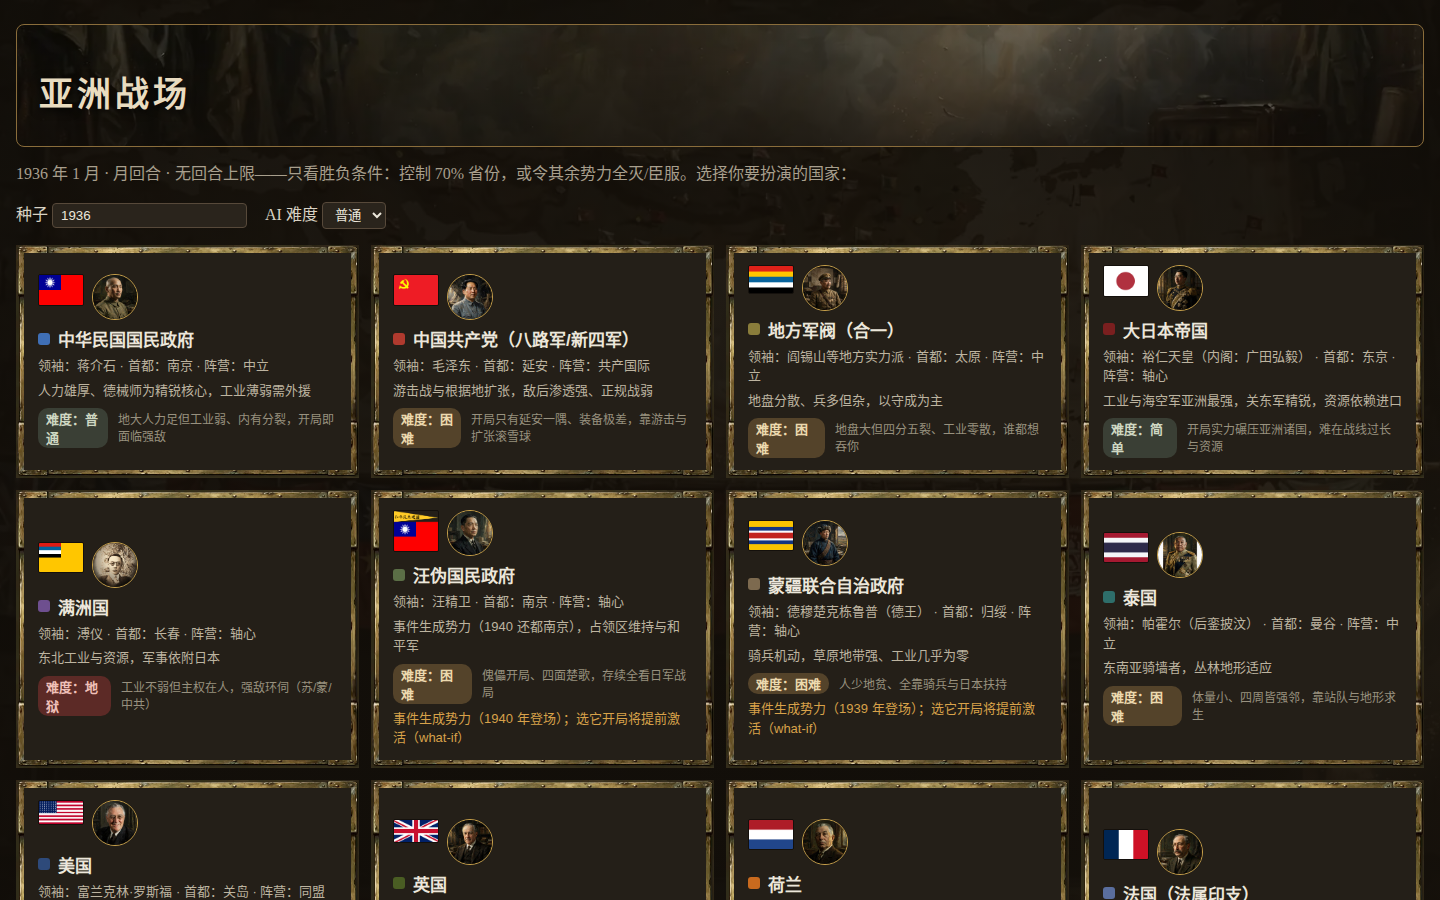 亚洲战场
1936 年 1 月 · 月回合 · 无回合上限——只看胜负条件：控制 70% 省份，或令其余势力全灭/臣服。选择你要扮演的国家：
种子 1936 AI 难度 普通
中华民国国民政府
领袖：蒋介石 · 首都：南京 · 阵营：中立
人力雄厚、德械师为精锐核心，工业薄弱需外援
难度：普
通
地大人力足但工业弱、内有分裂，开局即
面临强敌
中国共产党（八路军/新四军）
领袖：毛泽东 · 首都：延安 · 阵营：共产国际
游击战与根据地扩张，敌后渗透强、正规战弱
难度：困
难
开局只有延安一隅、装备极差，靠游击与
扩张滚雪球
地方军阀（合一）
领袖：阎锡山等地方实力派 · 首都：太原 · 阵营：中
立
地盘分散、兵多但杂，以守成为主
难度：困
难
地盘大但四分五裂、工业零散，谁都想
吞你
大日本帝国
领袖：裕仁天皇（内阁：广田弘毅） · 首都：东京 ·
阵营：轴心
工业与海空军亚洲最强，关东军精锐，资源依赖进口
难度：简
单
开局实力碾压亚洲诸国，难在战线过长
与资源
满洲国
领袖：溥仪 · 首都：长春 · 阵营：轴心
东北工业与资源，军事依附日本
难度：地
狱
工业不弱但主权在人，强敌环伺（苏/蒙/
中共）
汪伪国民政府
领袖：汪精卫 · 首都：南京 · 阵营：轴心
事件生成势力（1940 还都南京），占领区维持与和
平军
难度：困
难
傀儡开局、四面楚歌，存续全看日军战
局
事件生成势力（1940 年登场）；选它开局将提前激
活（what-if）
蒙疆联合自治政府
领袖：德穆楚克栋鲁普（德王） · 首都：归绥 · 阵
营：轴心
骑兵机动，草原地带强、工业几乎为零
难度：困难
人少地贫、全靠骑兵与日本扶持
事件生成势力（1939 年登场）；选它开局将提前激
活（what-if）
泰国
领袖：帕霍尔（后銮披汶） · 首都：曼谷 · 阵营：中
立
东南亚骑墙者，丛林地形适应
难度：困
难
体量小、四周皆强邻，靠站队与地形求
生
美国
领袖：富兰克林·罗斯福 · 首都：关岛 · 阵营：同盟
英国
荷兰
法国（法属印支）